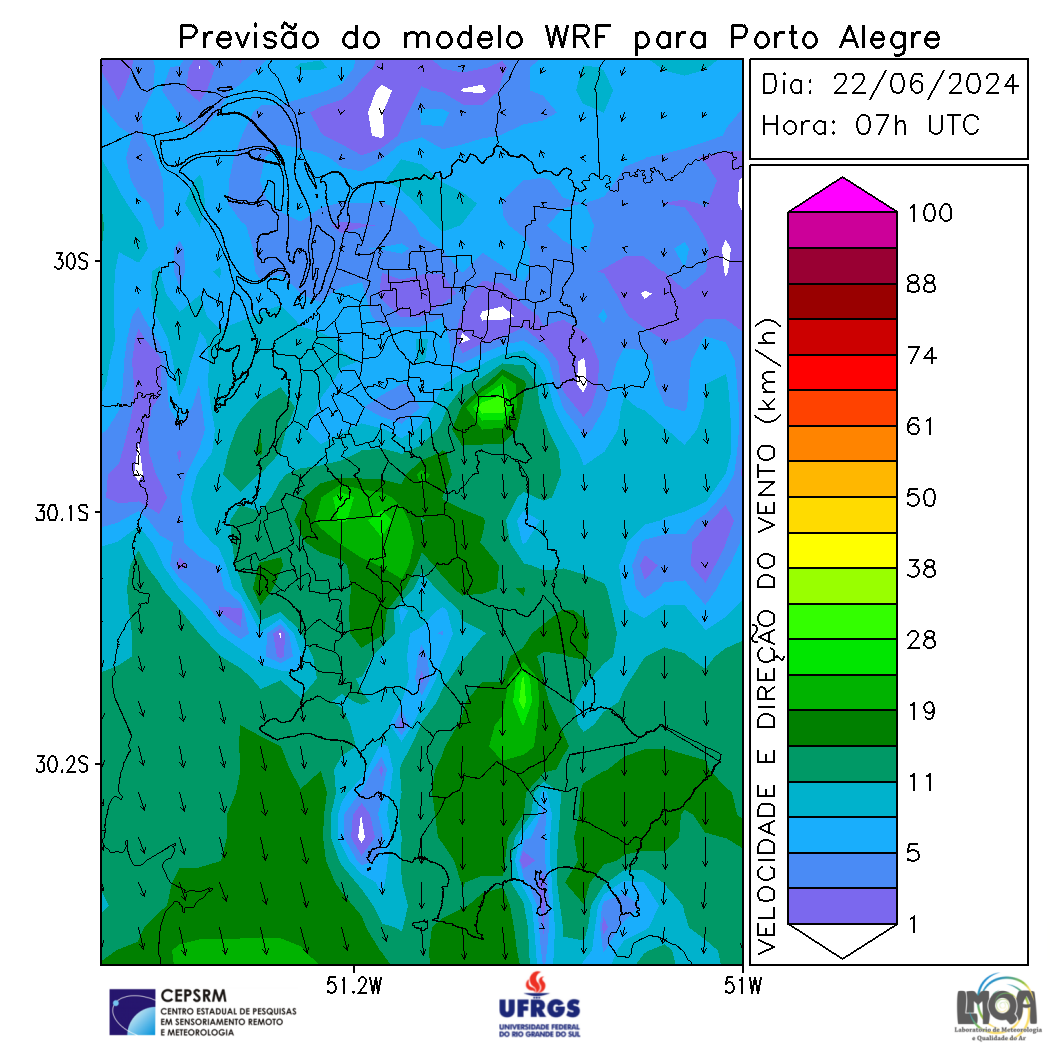 Previsão do modelo WRF para Porto Alegre
Dia: 22/06/2024
Hora: 07h UTC
100
88
74
61
50
38
28
19
11
5
1
VELOCIDADE E DIREÇÃO DO VENTO (km/h)
30S
30.1S
30.2S
51.2W
51W
CEPSRM
CENTRO ESTADUAL DE PESQUISAS
EM SENSORIAMENTO REMOTO
E METEOROLOGIA
UFRGS
UNIVERSIDADE FEDERAL
DO RIO GRANDE DO SUL
LMQA
Laboratório de Meteorologia
e Qualidade do Ar